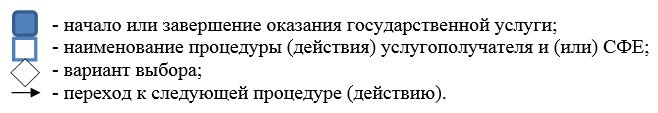 - начало или завершение оказания государственной услуги;
- наименование процедуры (действия) услугополучателя и (или) СФЕ;
- вариант выбора;
- переход к следующей процедуре (действию).